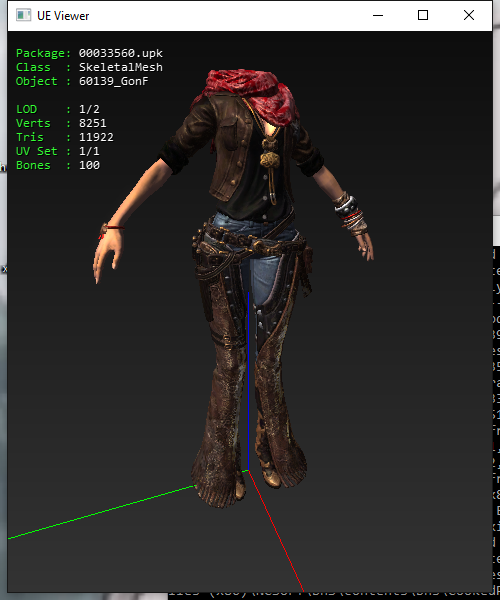 UE Viewer
Package: 00033560.upk
Class : SkeletalMesh
Object : 60139_GonF
LOD : 1/2
Verts : 8251
Tris : 11922
UV Set : 1/1
Bones : 100